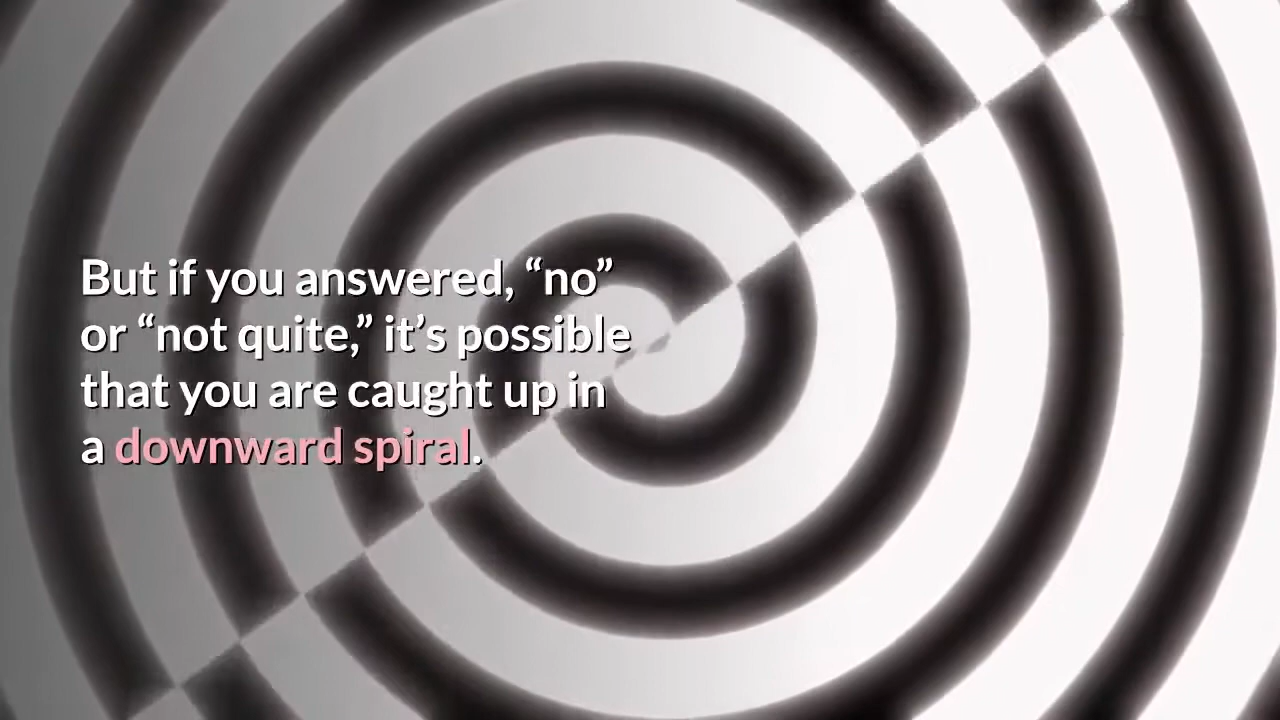 But if you answered, “no”
or “not quite,” it’s possible
that you are caught up in
a downward spiral.